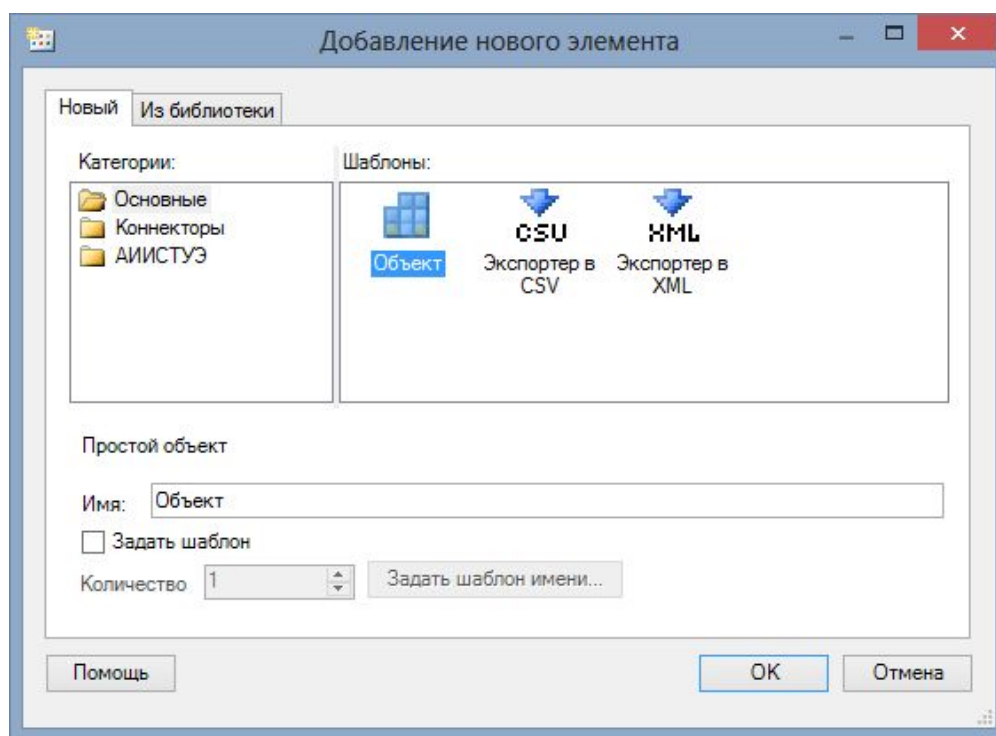 Добавление нового элемента
Новый
Из библиотеки
Категории:
Шаблоны:
Основные
Коннекторы
АИИСТУЭ
CSV
XML
Объект
Экспортер в CSV
Экспортер в XML
Простой объект
Имя: Объект
Задать шаблон
Количество 1 Задать шаблон имени...
Помощь
OK
Отмена